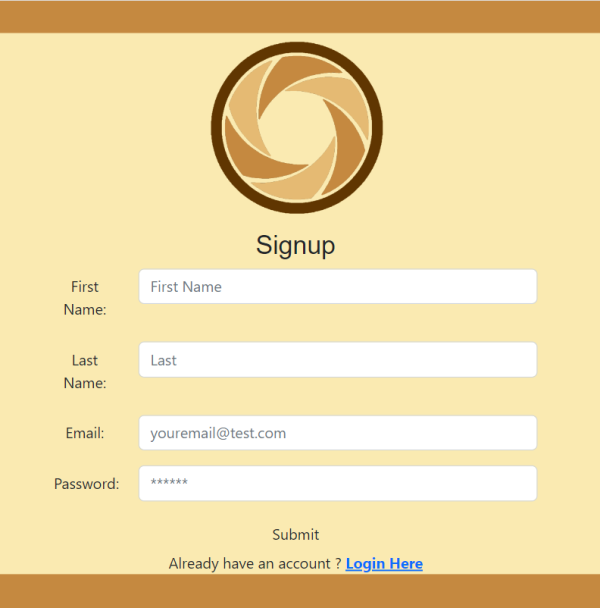 Signup
First
Name:
First Name
Last
Name:
Last
Email:
youremail@test.com
Password:
******
Submit
Already have an account ? Login Here